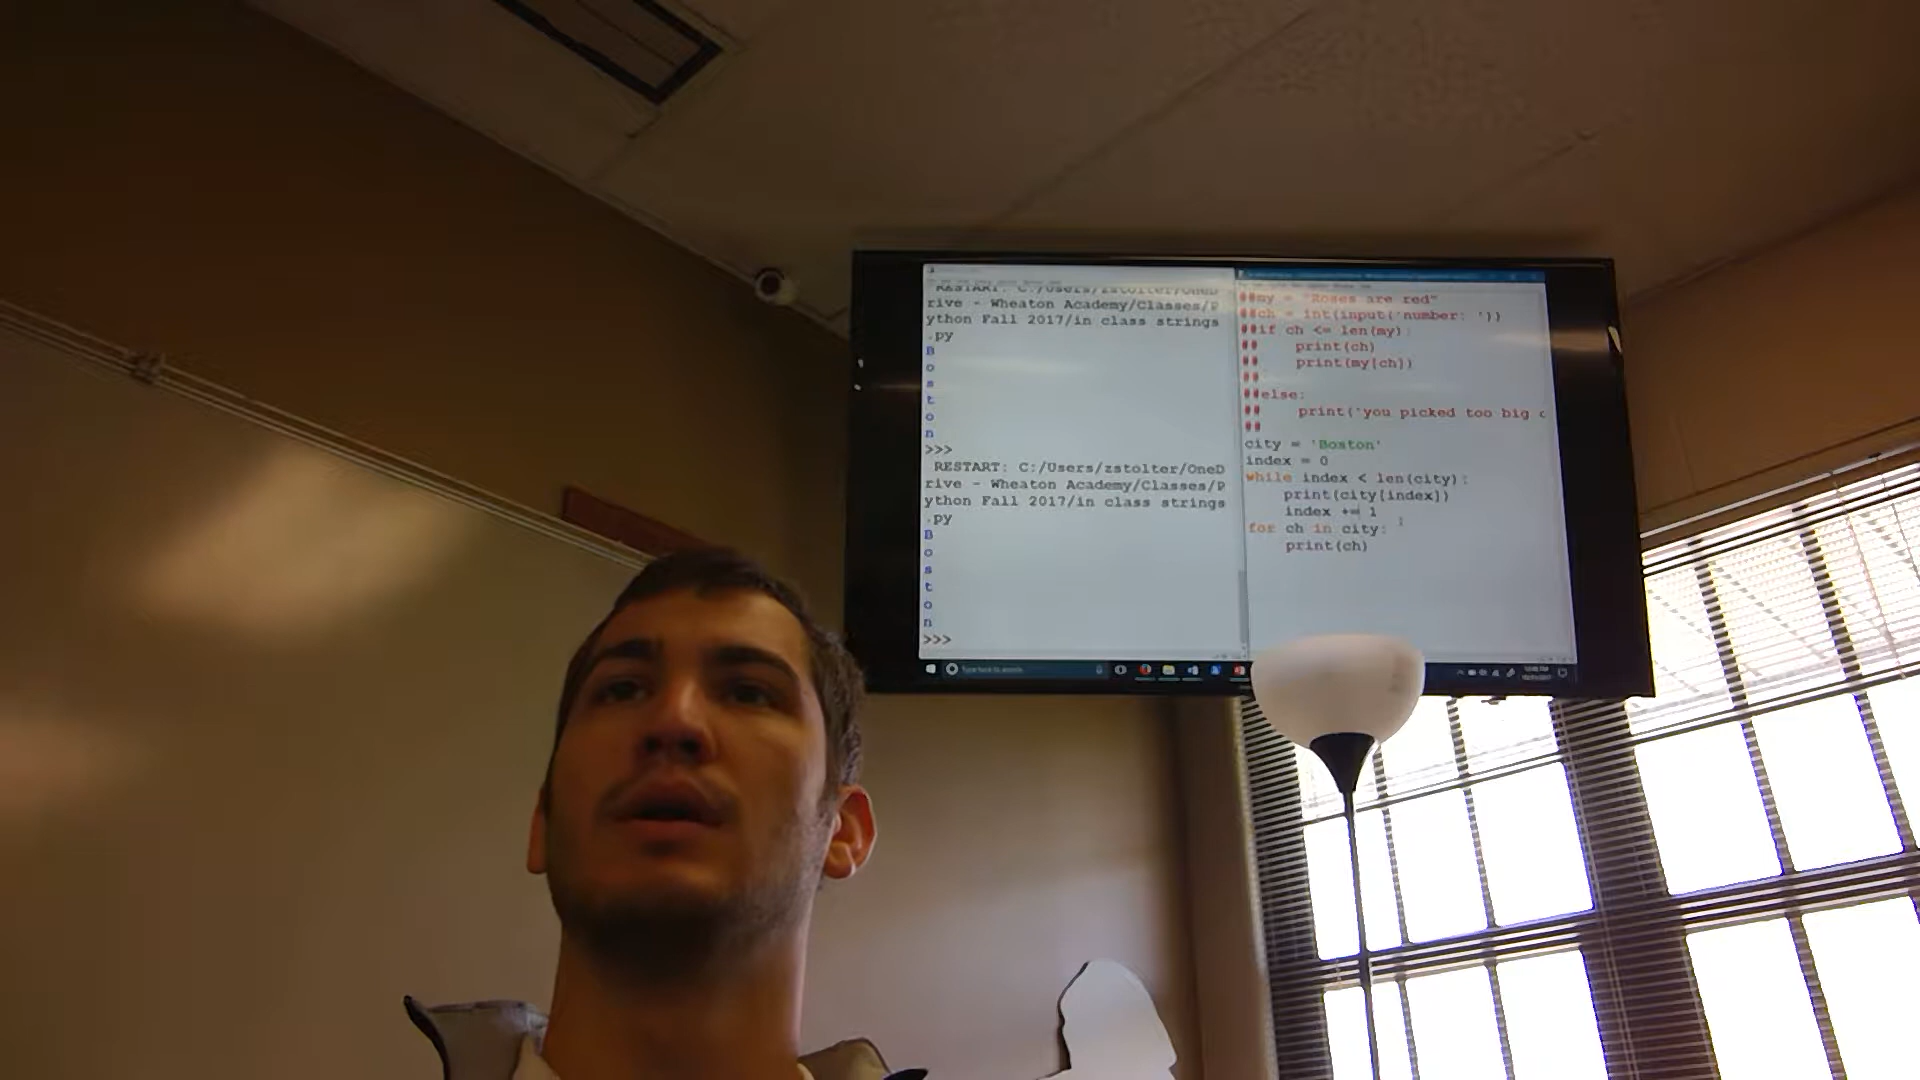 RESTART: C:/Users/zstolter/OneD
rive - Wheaton Academy/Classes/P
ython Fall 2017/in class strings
.py
B
o
s
t
o
n
>>>
RESTART: C:/Users/zstolter/OneD
rive - Wheaton Academy/Classes/P
ython Fall 2017/in class strings
.py
B
o
s
t
o
n
>>>
##my = "Roses are red"
##ch = int(input('number: '))
##if ch <= len(my):
##    print(ch)
##    print(my[ch])
##
##else:
##    print('you picked too big
##
city = 'Boston'
index = 0
while index < len(city):
    print(city[index])
    index += 1
for ch in city:
    print(ch)